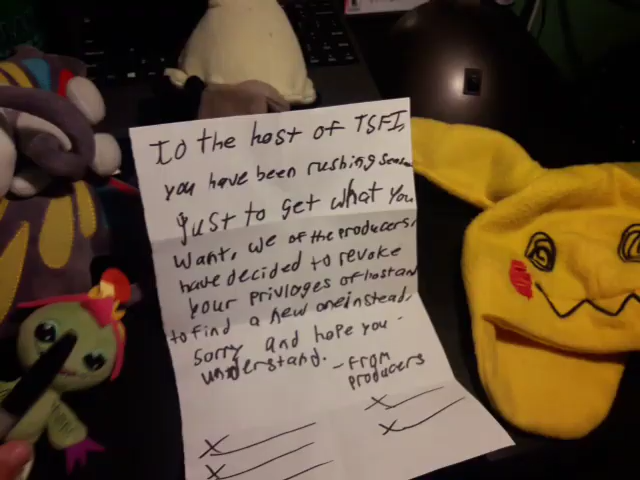 To the host of TSFI,
you have been rushing
just to get what you
want, we of the producers,
have decided to revoke
your privlages of host and
to find a new one instead,
sorry and hope you -
understand.
- From
producers
X
X
X
X